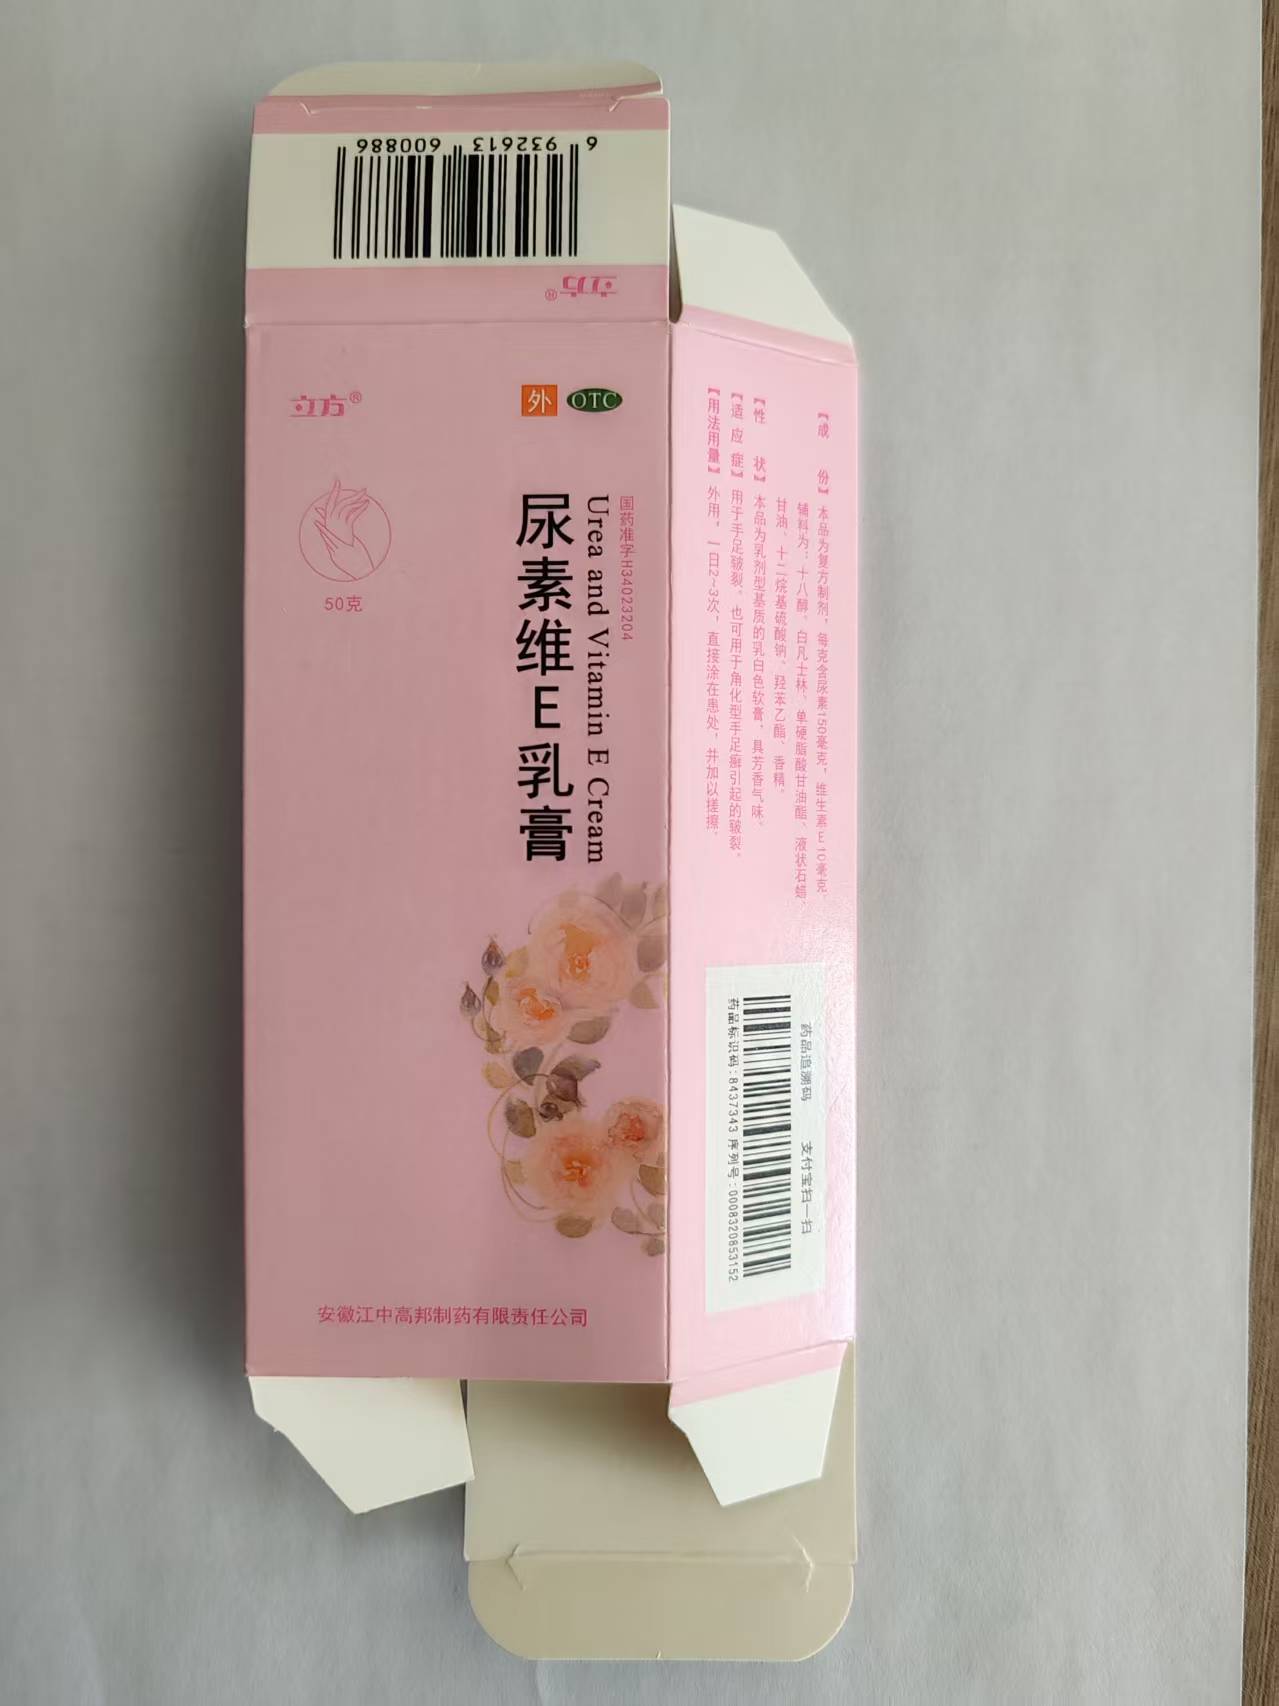 6 932613 600886
立方®
立方®
外 OTC
国药准字H34023204
Urea and Vitamin E Cream
尿素维E乳膏
50克
安徽江中高邦制药有限责任公司
【成 份】本品为复方制剂，每克含尿素150毫克，维生素E 10毫克。
辅料为：十八醇、白凡士林、单硬脂酸甘油酯、液状石蜡、
甘油、十二烷基硫酸钠、羟苯乙酯、香精。
【性 状】本品为乳剂型基质的乳白色软膏，具芳香气味。
【适 应 症】用于手足皲裂。也可用于角化型手足癣引起的皲裂。
【用法用量】外用，一日2~3次，直接涂在患处，并加以搓擦。
药品追溯码 支付宝扫一扫
药品标识码:8437343 序列号:0008320853152